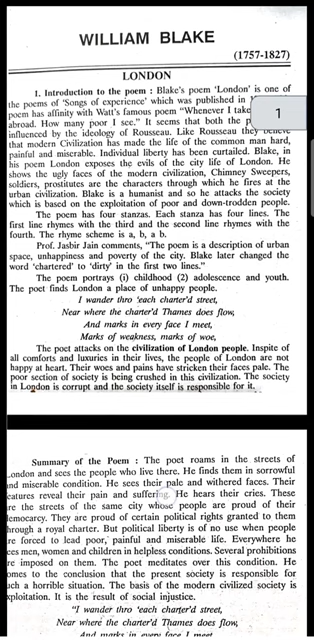 WILLIAM BLAKE
(1757-1827)
LONDON
1. Introduction to the poem : Blake's poem 'London' is one of
the poems of 'Songs of experience' which was published in
poem has affinity with Watt's famous poem "Whenever I take
1
abroad. How many poor I see." It seems that both the
influenced by the ideology of Rousseau. Like Rousseau they believe
that modern Civilization has made the life of the common man hard,
painful and miserable. Individual liberty has been curtailed. Blake, in
his poem London exposes the evils of the city life of London. He
shows the ugly faces of the modern civilization, Chimney Sweepers,
soldiers, prostitutes are the characters through which he fires at the
urban civilization. Blake is a humanist and so he attacks the society
which is based on the exploitation of poor and down-trodden people.
The poem has four stanzas. Each stanza has four lines. The
first line rhymes with the third and the second line rhymes with the
fourth. The rhyme scheme is a, b, a b.
Prof. Jasbir Jain comments, "The poem is a description of urban
space, unhappiness and poverty of the city. Blake later changed the
word 'chartered' to 'dirty' in the first two lines."
The poem portrays (i) childhood (2) adolescence and youth.
The poet finds London a place of unhappy people.
I wander thro 'each charter'd street,
Near where the charter'd Thames does flow,
And marks in every face I meet,
Marks of weakness, marks of woe,
The poet attacks on the civilization of London people. Inspite of
all comforts and luxuries in their lives, the people of London are not
happy at heart. Their woes and pains have stricken their faces pale. The
poor section of society is being crushed in this civilization. The society
in London is corrupt and the society itself is responsible for it.
Summary of the Poem : The poet roams in the streets of
London and sees the people who live there. He finds them in sorrowful
and miserable condition. He sees their pale and withered faces. Their
eatures reveal their pain and suffering. He hears their cries. These
re the streets of the same city whose people are proud of their
democracy. They are proud of certain political rights granted to them
hrough a royal charter. But political liberty is of no use when people
re forced to lead poor, painful and miserable life. Everywhere he
ees men, women and children in helpless conditions. Several prohibitions
re imposed on them. The poet meditates over this condition. He
omes to the conclusion that the present society is responsible for
uch a horrible situation. The basis of the modern civilized society is
xploitation. It is the result of social injustice.
"I wander thro 'each charter'd street,
Near where the charter'd Thames does flow,
And marks in every face I meet